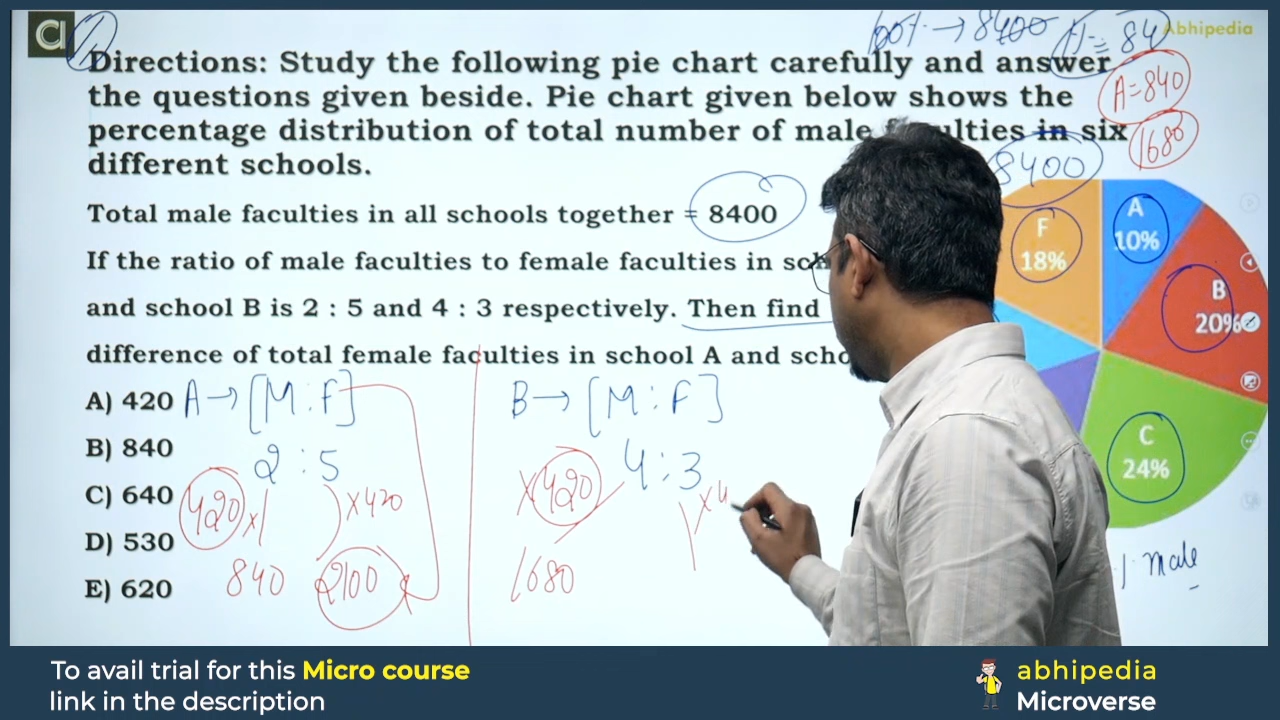 CA
1
100% → 8400
1% = 84
Abhipedia
Directions: Study the following pie chart carefully and answer
the questions given beside. Pie chart given below shows the
percentage distribution of total number of male in six
different schools.
A=840
1680
8400
Total male faculties in all schools together = 8400
If the ratio of male faculties to female faculties in
and school B is 2 : 5 and 4 : 3 respectively. Then find
difference of total female faculties in school A and
A) 420
B) 840
C) 640
D) 530
E) 620
A → [M : F]
2 : 5
420 x
x420
840
2100
B → [M : F]
4 : 3
x420
x4
1680
F
18%
A
10%
B
20%
C
24%
male
To avail trial for this Micro course
link in the description
abhipedia
Microverse